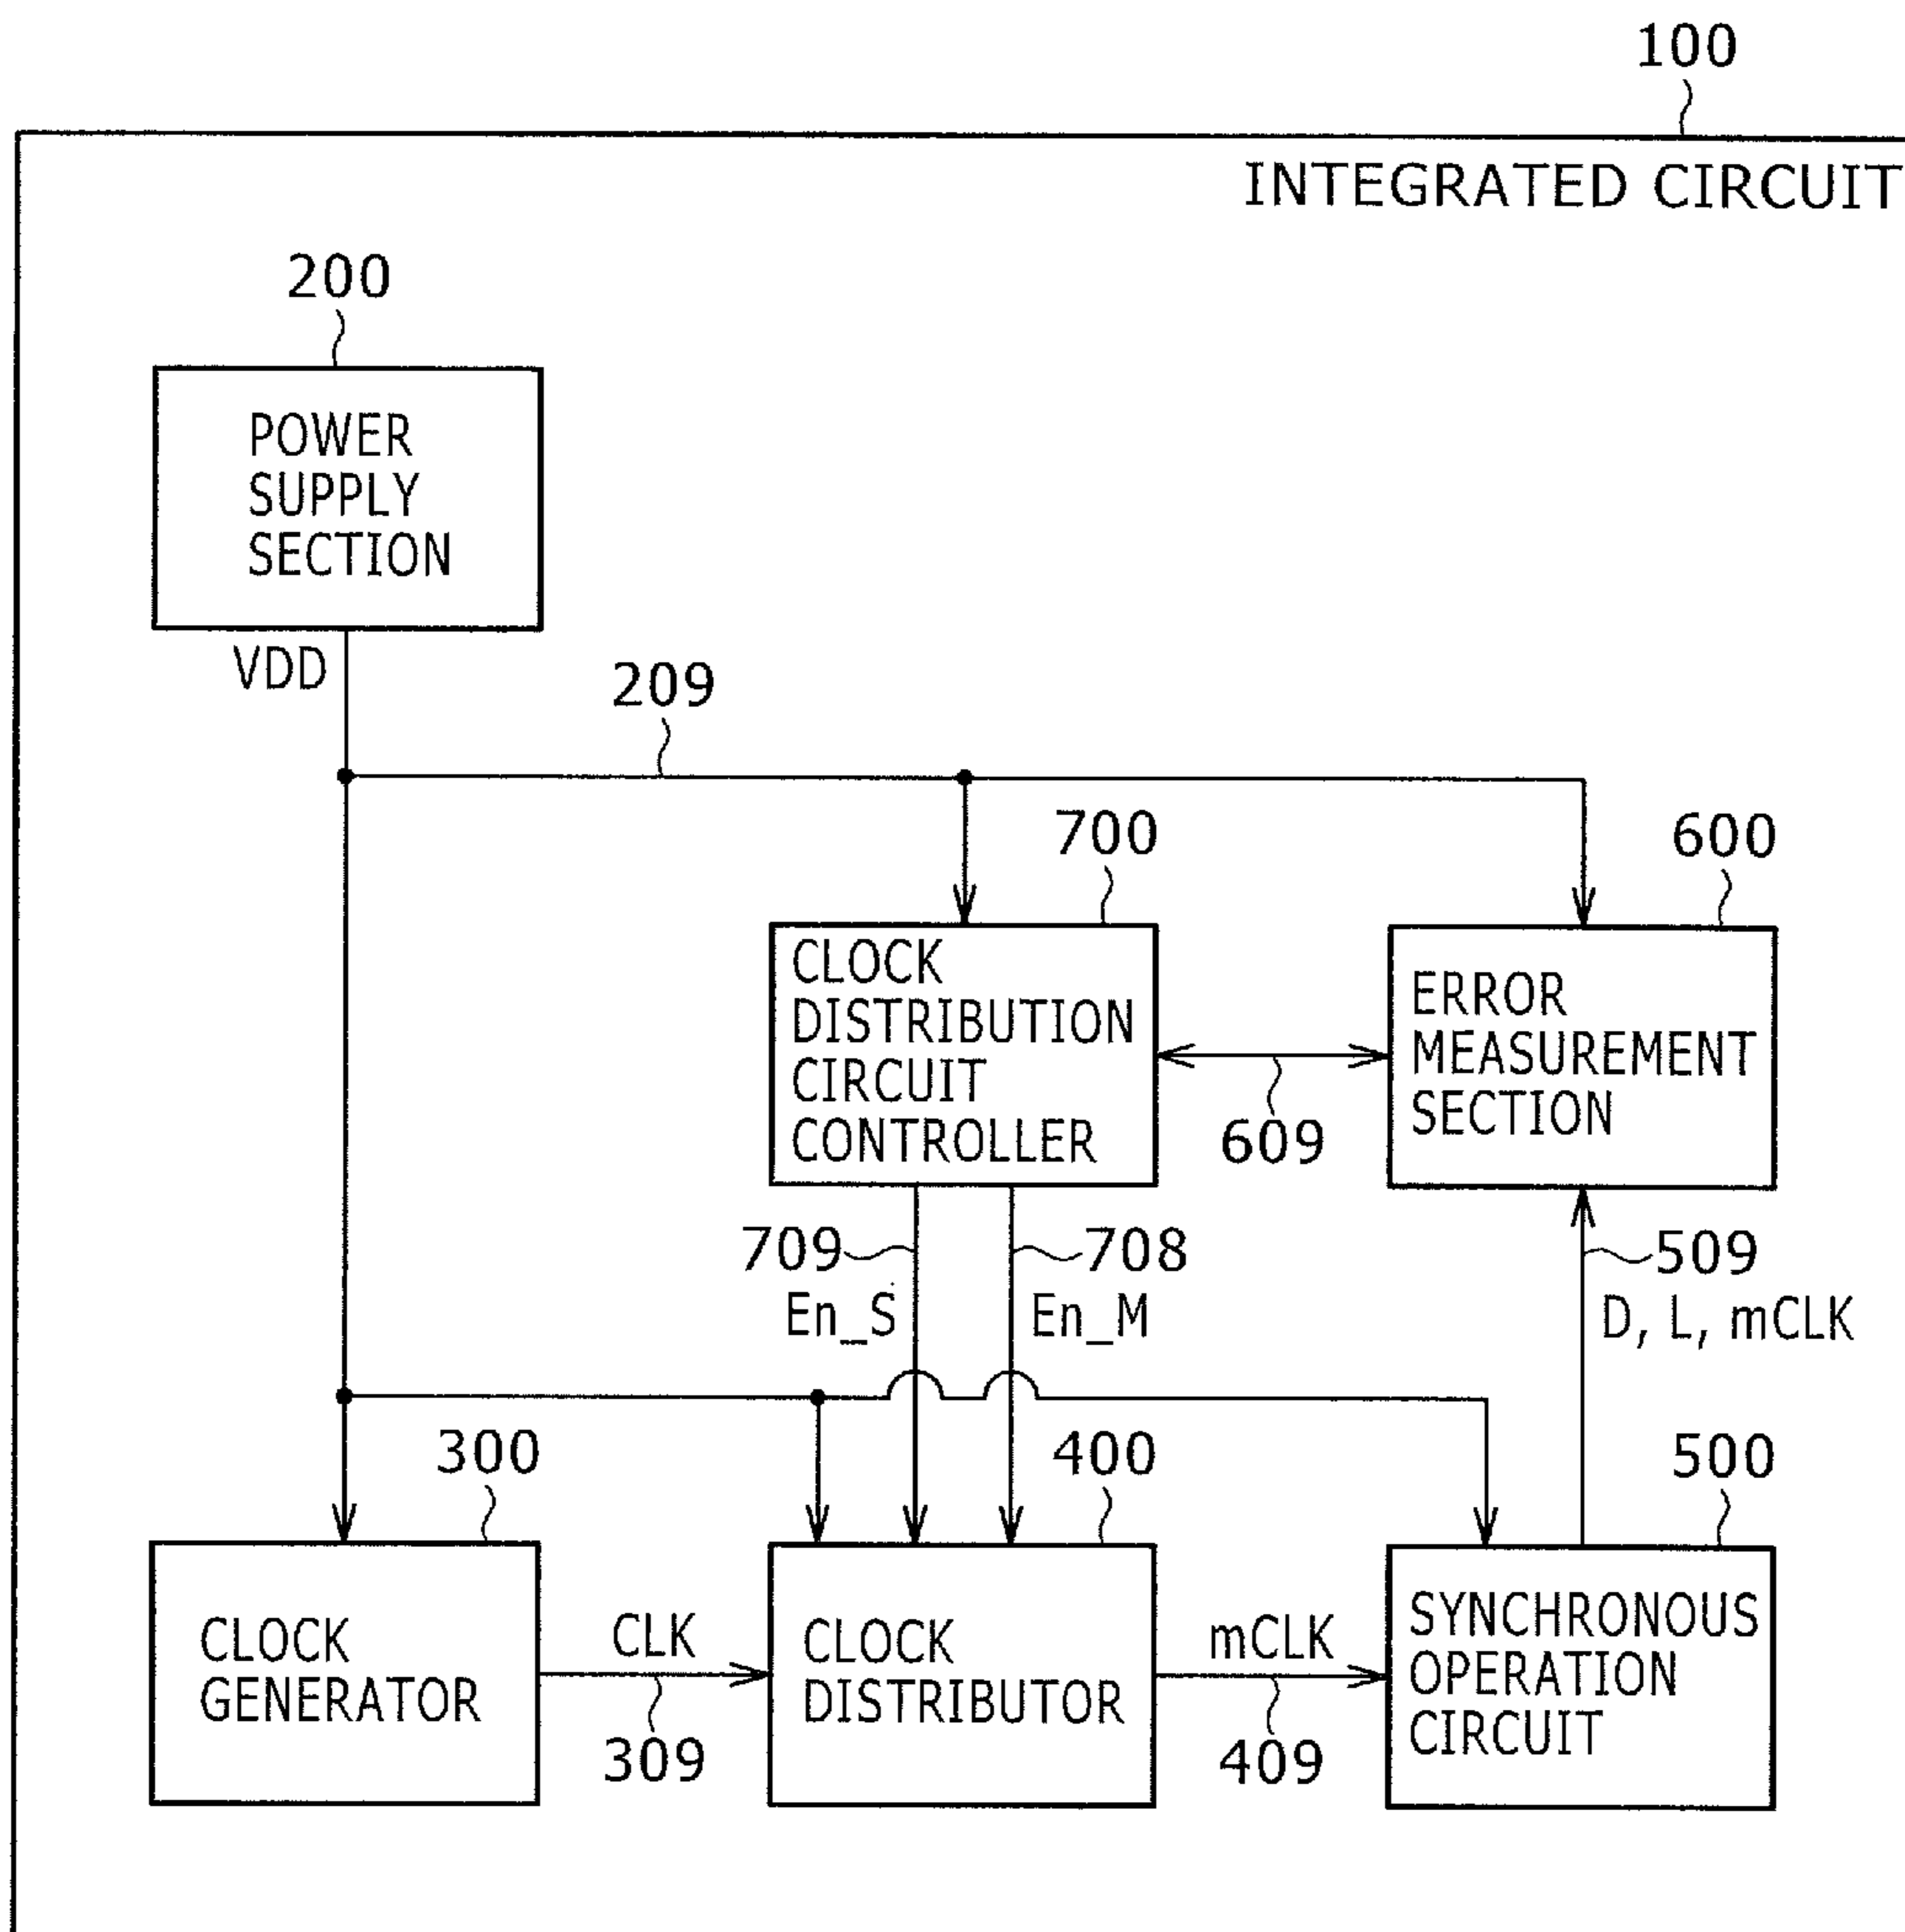 100
INTEGRATED CIRCUIT
200
POWER
SUPPLY
SECTION
VDD
209
700
600
CLOCK
DISTRIBUTION
CIRCUIT
CONTROLLER
ERROR
MEASUREMENT
SECTION
609
709
708
509
En_S
En_M
D, L, mCLK
300
400
500
CLOCK
GENERATOR
CLK
309
CLOCK
DISTRIBUTOR
mCLK
409
SYNCHRONOUS
OPERATION
CIRCUIT